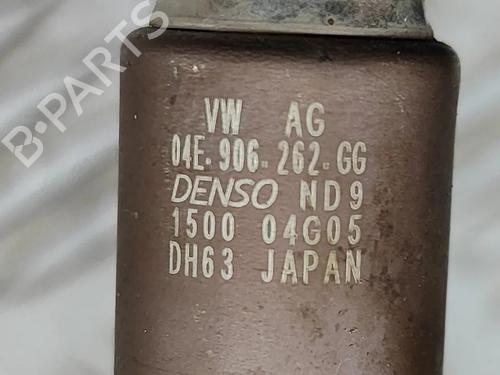 B-PARTS
VW AG
04E.906.262.GG
DENSO ND9
1500 04G05
DH63 JAPAN